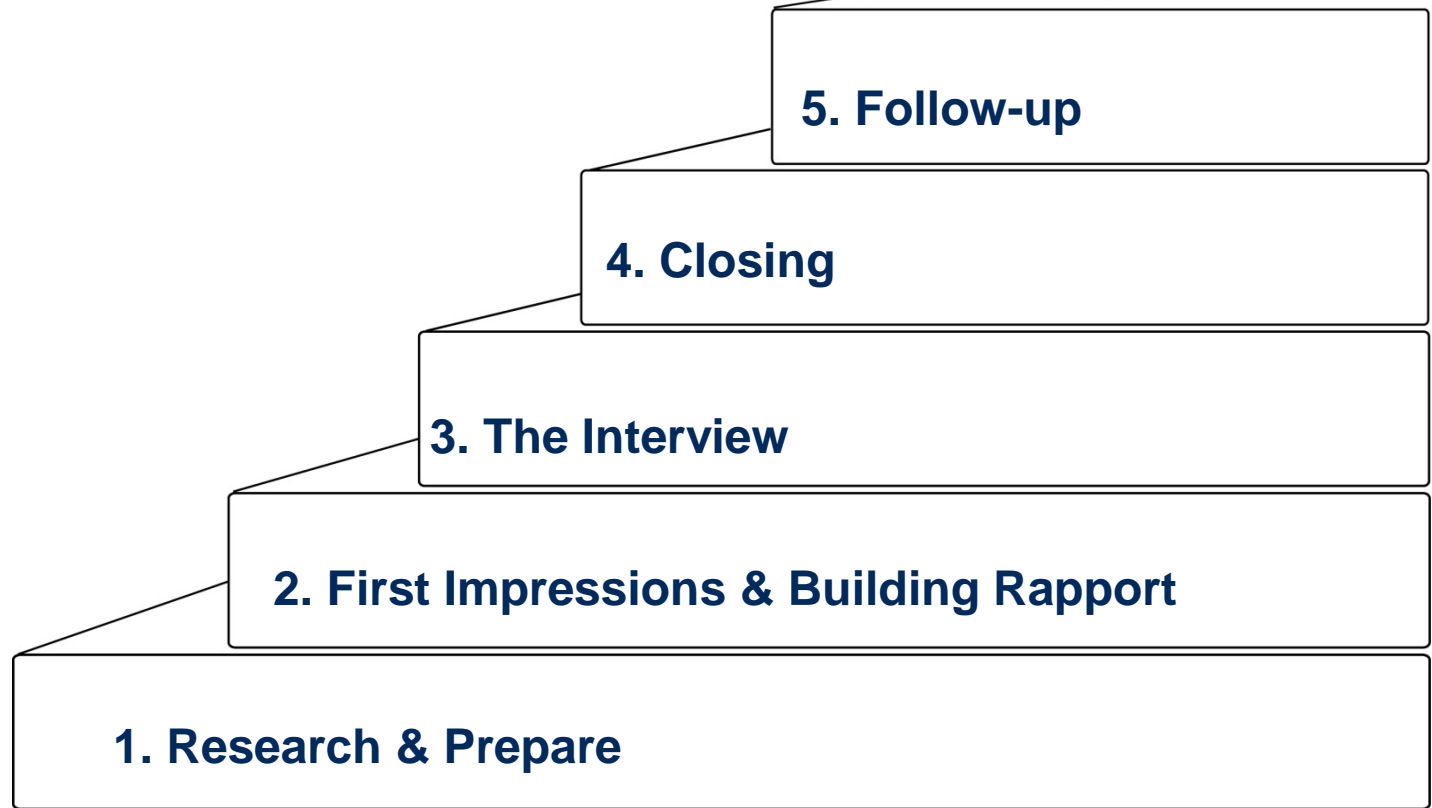 5. Follow-up
4. Closing
3. The Interview
2. First Impressions & Building Rapport
1. Research & Prepare